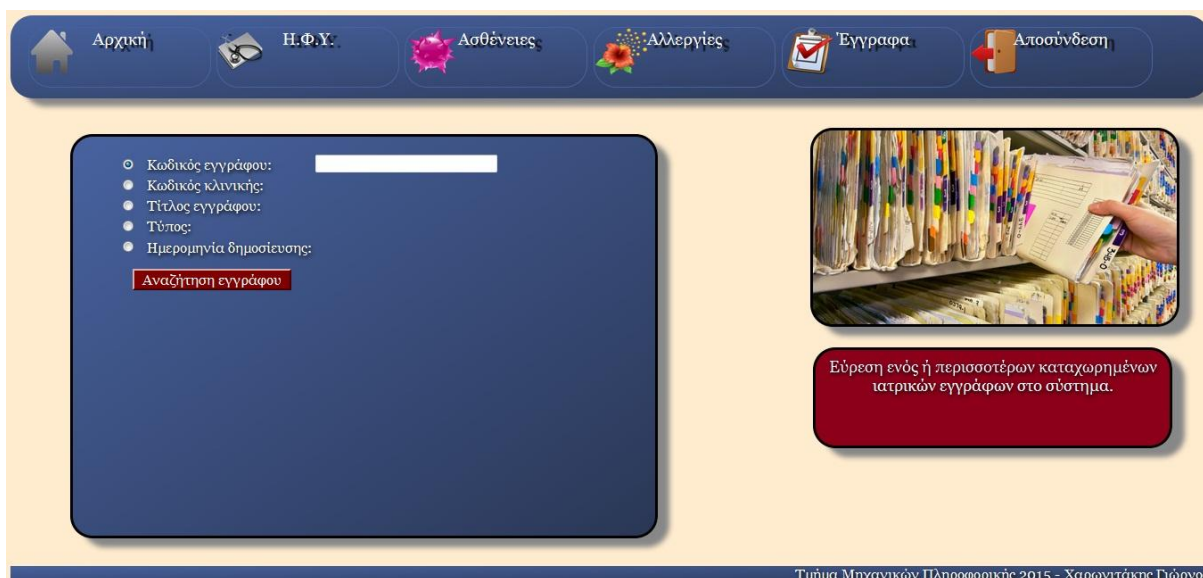 Αρχική
Η.Φ.Υ.
Ασθένειες
Αλλεργίες
Έγγραφα
Αποσύνδεση
Κωδικός εγγράφου:
Κωδικός κλινικής:
Τίτλος εγγράφου:
Τύπος:
Ημερομηνία δημοσίευσης:
Αναζήτηση εγγράφου
Εύρεση ενός ή περισσοτέρων καταχωρημένων
ιατρικών εγγράφων στο σύστημα.
Τμήμα Μηχανικών Πληροφορικής 2015 - Χαρωνιτάκης Γιώργο